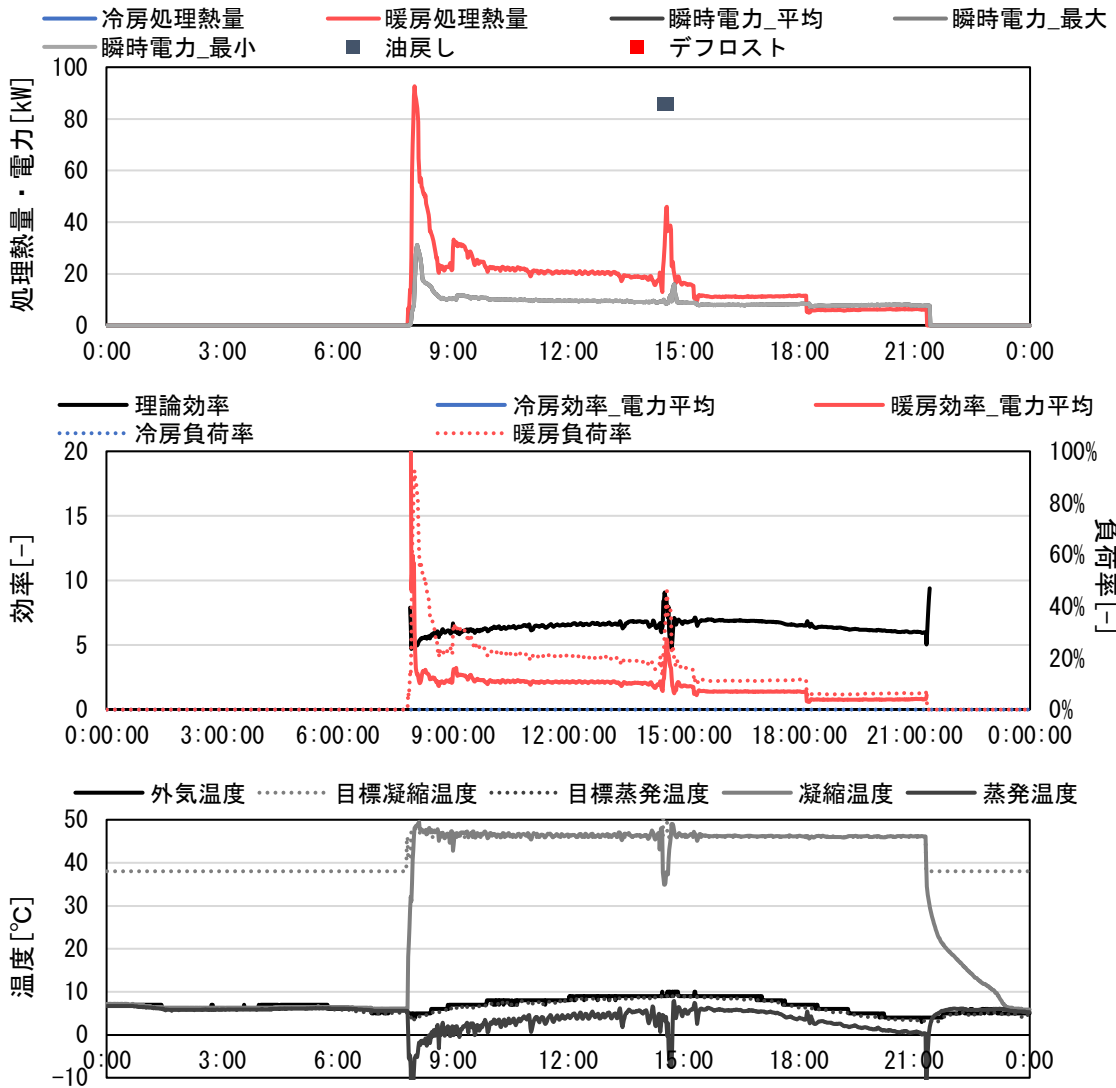 冷房処理熱量 暖房処理熱量 瞬時電力_平均 瞬時電力_最大
瞬時電力_最小 油戻し デフロスト
処理熱量・電力[kW]
100
80
60
40
20
0
0:00 3:00 6:00 9:00 12:00 15:00 18:00 21:00 0:00
理論効率 冷房効率_電力平均 暖房効率_電力平均
冷房負荷率 暖房負荷率
効率[-]
20
15
10
5
0
100%
80%
60%
40%
20%
0%
負荷率[-]
0:00:00 3:00:00 6:00:00 9:00:00 12:00:00 15:00:00 18:00:00 21:00:00 0:00:00
外気温度 目標凝縮温度 目標蒸発温度 凝縮温度 蒸発温度
温度[℃]
50
40
30
20
10
0
-10
0:00 3:00 6:00 9:00 12:00 15:00 18:00 21:00 0:00